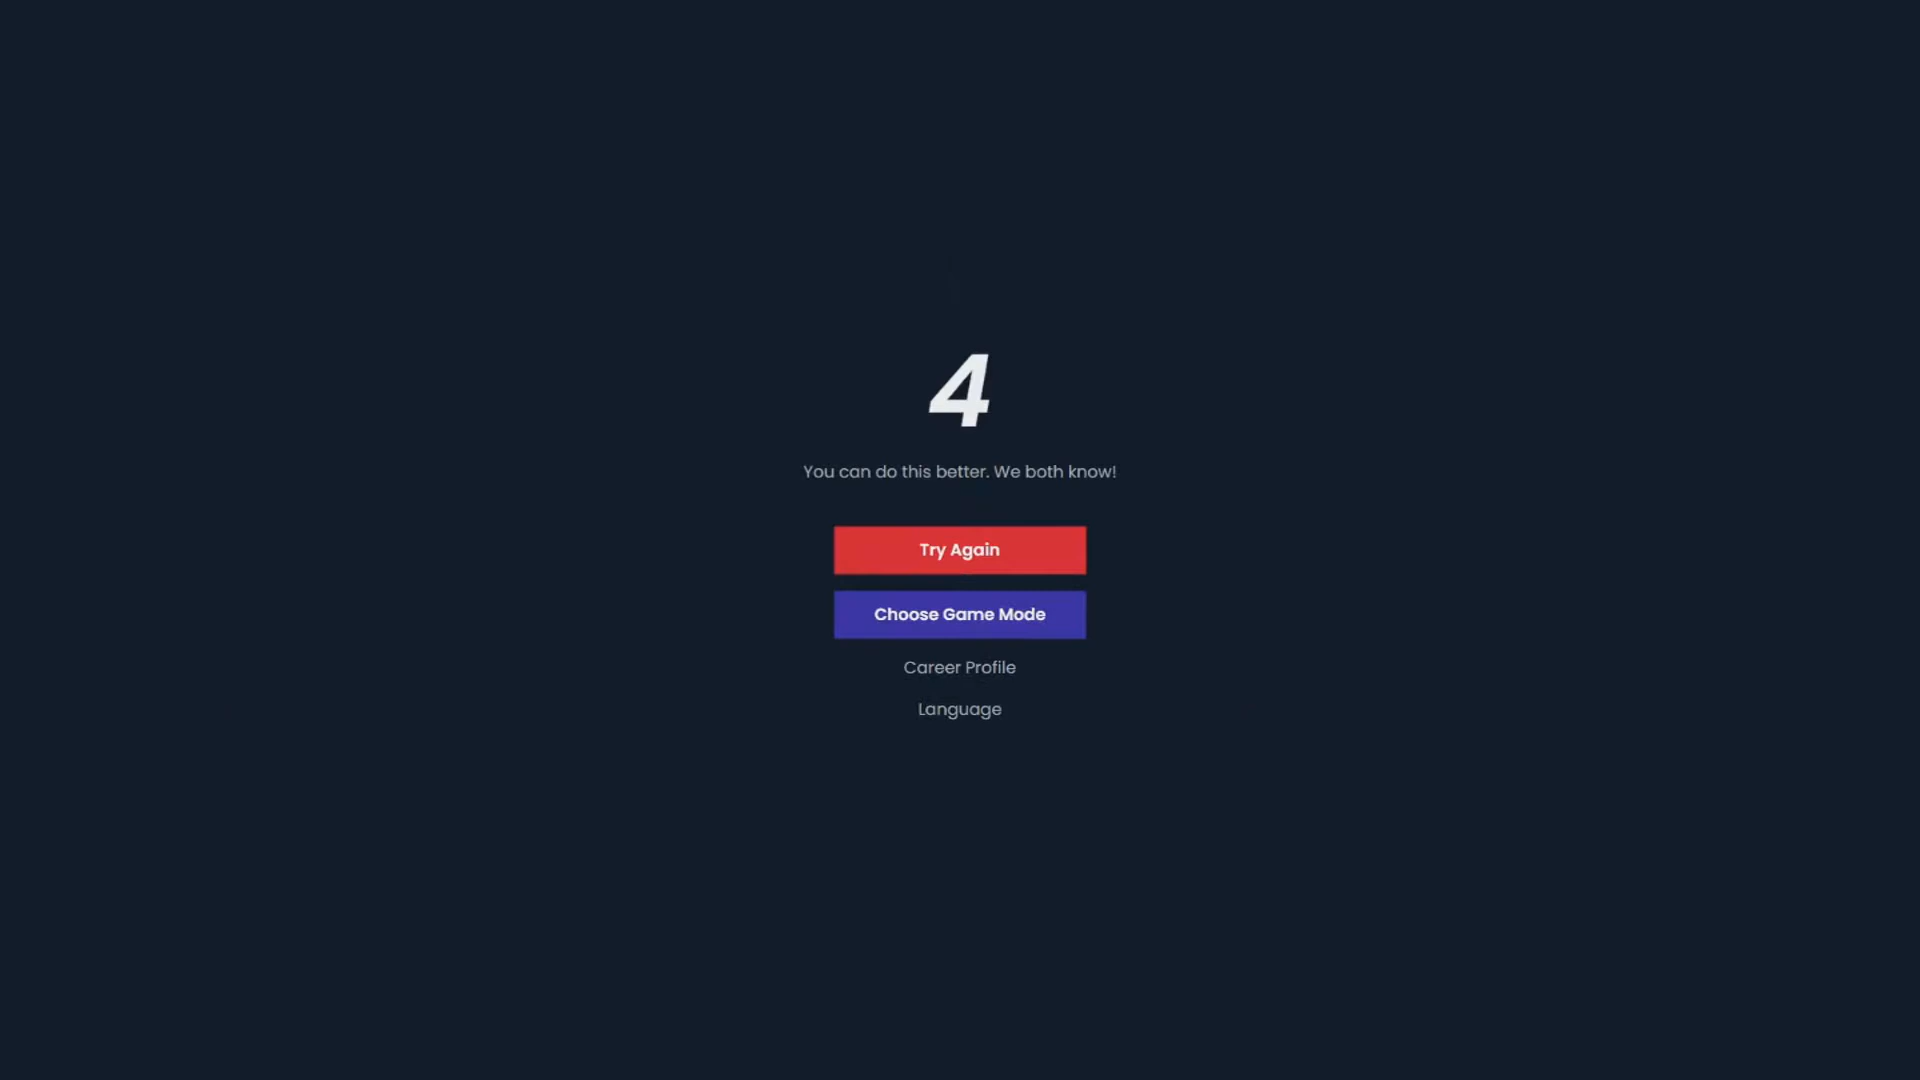 4
You can do this better. We both know!
Try Again
Choose Game Mode
Career Profile
Language